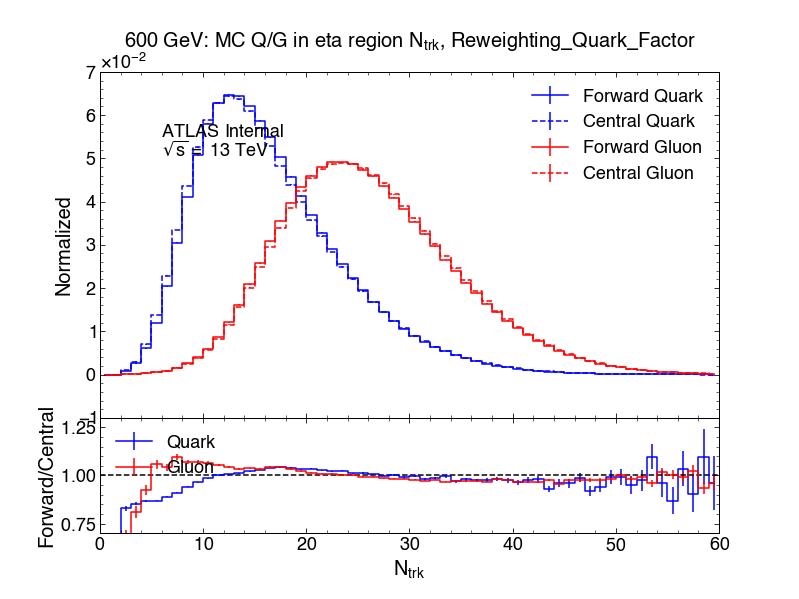 600 GeV: MC Q/G in eta region N_trk, Reweighting_Quark_Factor
×10⁻²
7
6
5
4
3
2
1
0
−1
Normalized
ATLAS Internal
√s = 13 TeV
Forward Quark
Central Quark
Forward Gluon
Central Gluon
1.25
1.00
0.75
Forward/Central
Quark
Gluon
0 10 20 30 40 50 60
N_trk